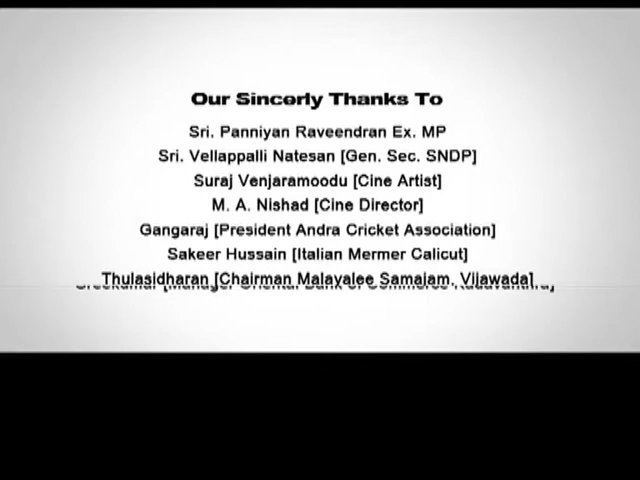 Our Sincerly Thanks To
Sri. Panniyan Raveendran Ex. MP
Sri. Vellappalli Natesan [Gen. Sec. SNDP]
Suraj Venjaramoodu [Cine Artist]
M. A. Nishad [Cine Director]
Gangaraj [President Andra Cricket Association]
Sakeer Hussain [Italian Mermer Calicut]
Thulasidharan [Chairman Malayalee Samajam, Vijawada]